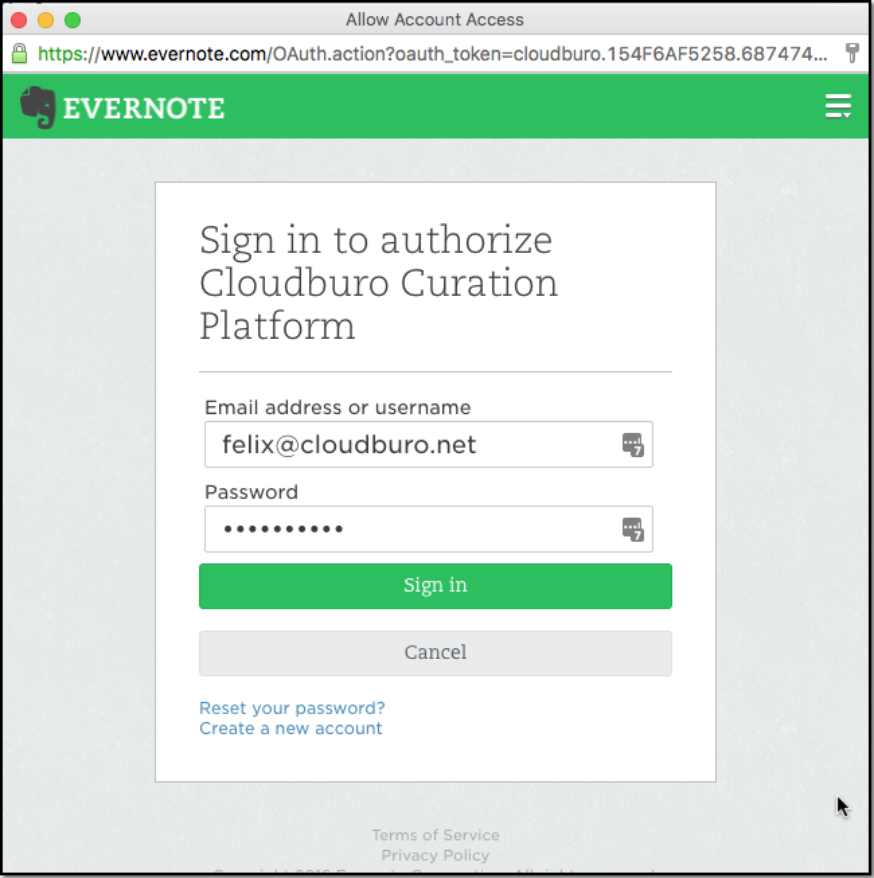 Allow Account Access
https://www.evernote.com/OAuth.action?oauth_token=cloudburo.154F6AF5258.687474...
EVERNOTE
Sign in to authorize
Cloudburo Curation
Platform
Email address or username
felix@cloudburo.net
7
Password
••••••••••
7
Sign in
Cancel
Reset your password?
Create a new account
Terms of Service
Privacy Policy